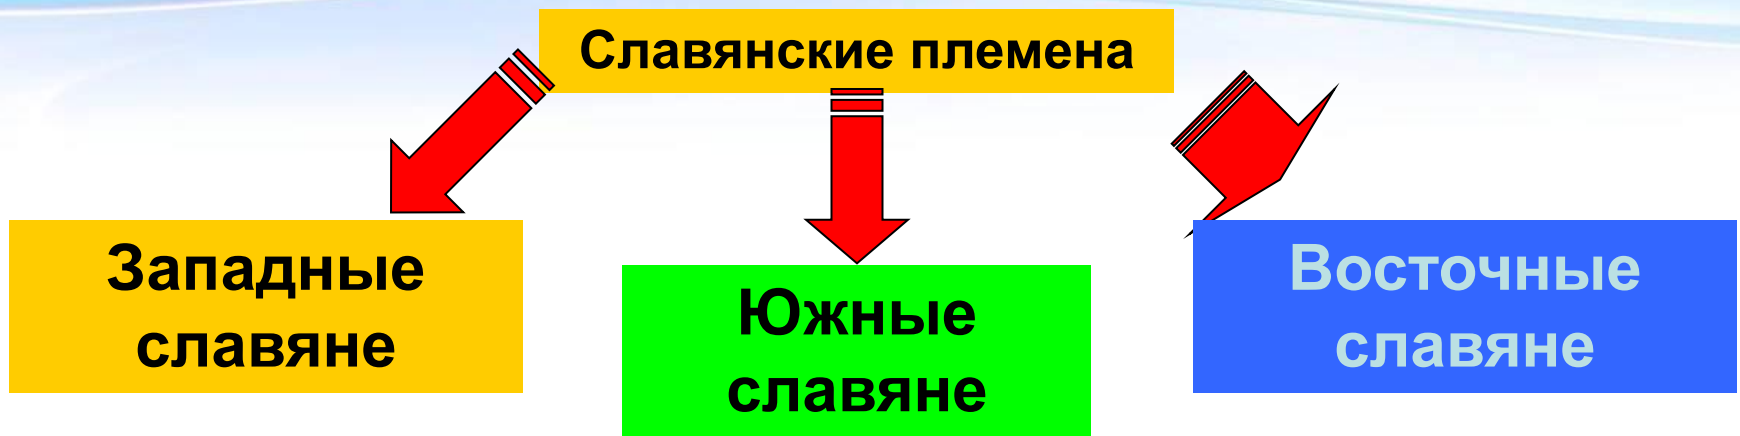 Славянские племена
Западные
славяне
Южные
славяне
Восточные
славяне